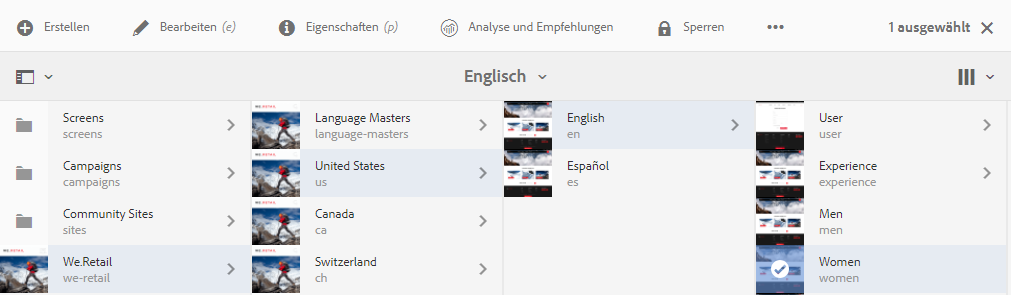 Erstellen
Bearbeiten (e)
Eigenschaften (p)
Analyse und Empfehlungen
Sperren
1 ausgewählt
Englisch
Screens
screens
Campaigns
campaigns
Community Sites
sites
We.Retail
we-retail
Language Masters
language-masters
United States
us
Canada
ca
Switzerland
ch
English
en
Español
es
User
user
Experience
experience
Men
men
Women
women